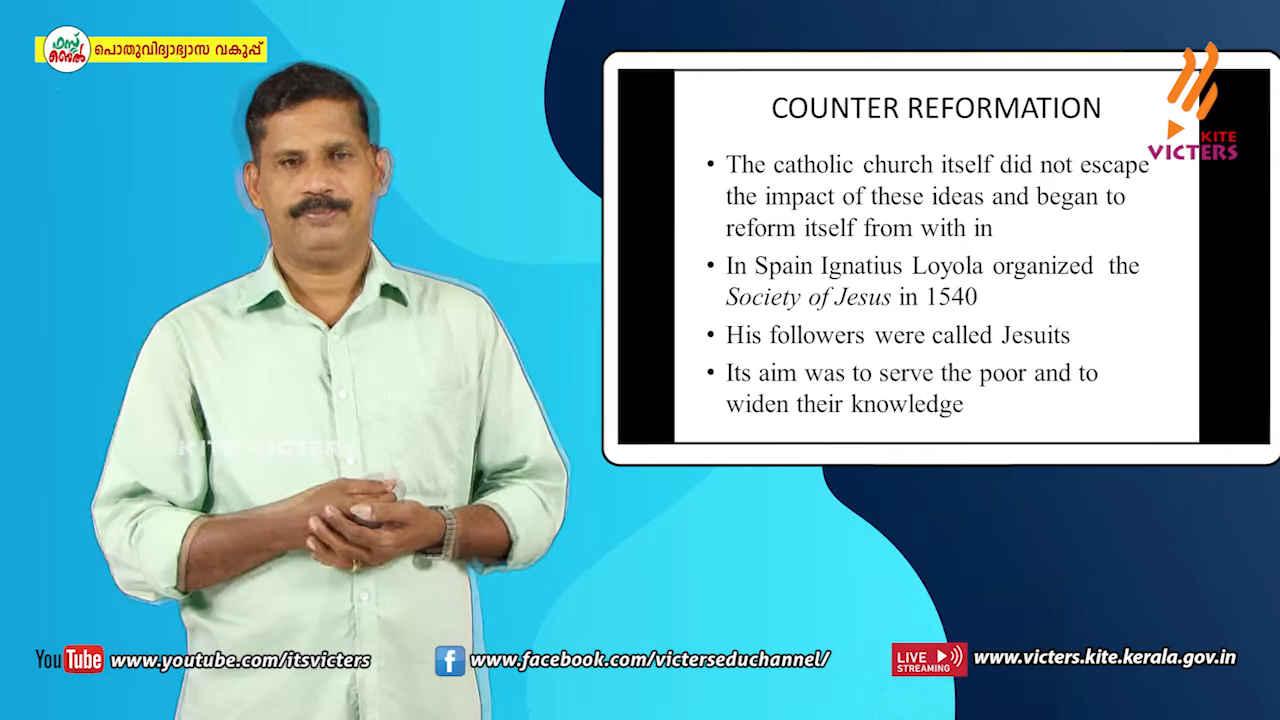 ഫസ്റ്റ്
ബെൽ
പൊതുവിദ്യാഭ്യാസ വകുപ്പ്
COUNTER REFORMATION
KITE
VICTERS
• The catholic church itself did not escape
the impact of these ideas and began to
reform itself from with in
• In Spain Ignatius Loyola organized the
Society of Jesus in 1540
• His followers were called Jesuits
• Its aim was to serve the poor and to
widen their knowledge
KITE VICTERS
YouTube www.youtube.com/itsvicters
f www.facebook.com/victerseduchannel/
LIVE
STREAMING
www.victers.kite.kerala.gov.in